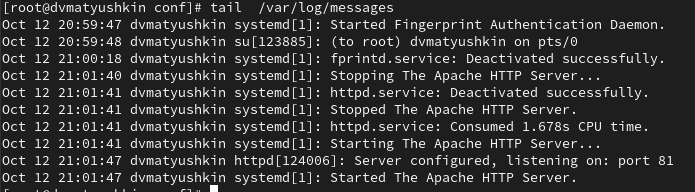 [root@dvmatyushkin conf]# tail  /var/log/messages
Oct 12 20:59:47 dvmatyushkin systemd[1]: Started Fingerprint Authentication Daemon.
Oct 12 20:59:48 dvmatyushkin su[123885]: (to root) dvmatyushkin on pts/0
Oct 12 21:00:18 dvmatyushkin systemd[1]: fprintd.service: Deactivated successfully.
Oct 12 21:01:40 dvmatyushkin systemd[1]: Stopping The Apache HTTP Server...
Oct 12 21:01:41 dvmatyushkin systemd[1]: httpd.service: Deactivated successfully.
Oct 12 21:01:41 dvmatyushkin systemd[1]: Stopped The Apache HTTP Server.
Oct 12 21:01:41 dvmatyushkin systemd[1]: httpd.service: Consumed 1.678s CPU time.
Oct 12 21:01:41 dvmatyushkin systemd[1]: Starting The Apache HTTP Server...
Oct 12 21:01:47 dvmatyushkin httpd[124006]: Server configured, listening on: port 81
Oct 12 21:01:47 dvmatyushkin systemd[1]: Started The Apache HTTP Server.
[root@dvmatyushkin conf]#